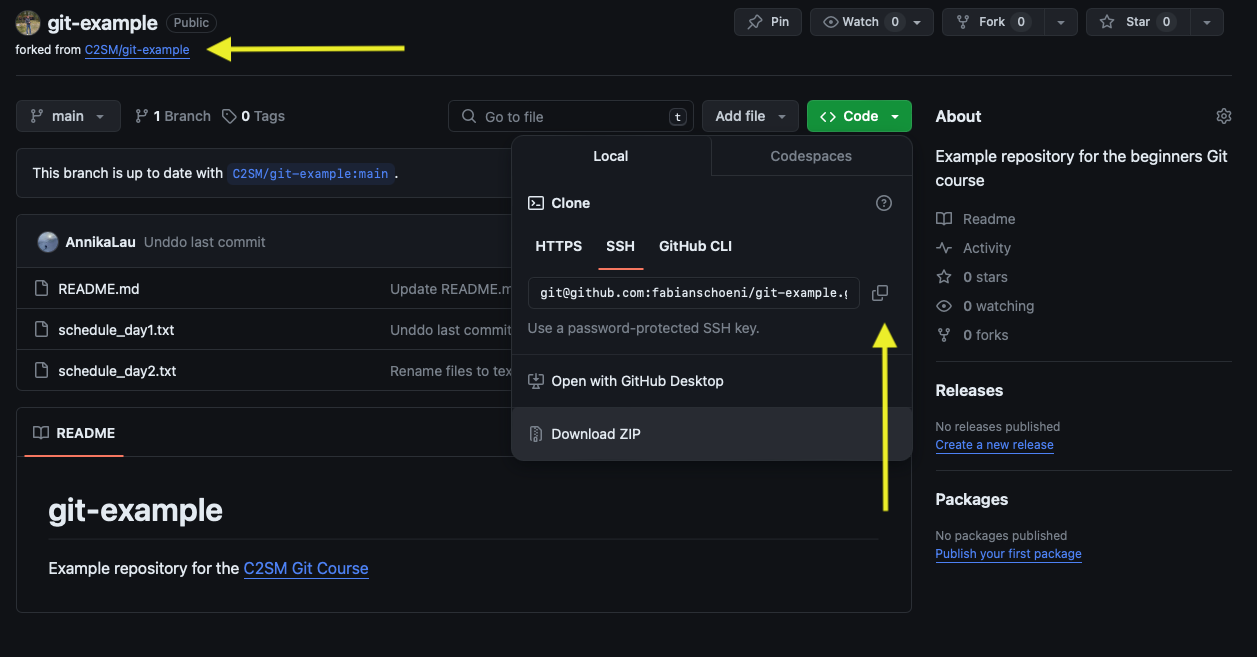 git-example Public
Pin
Watch 0
Fork 0
Star 0
forked from C2SM/git-example
main
1 Branch
0 Tags
Go to file t
Add file
Code
This branch is up to date with C2SM/git-example:main .
AnnikaLau Unddo last commit
README.md Update README.m
schedule_day1.txt Unddo last commit
schedule_day2.txt Rename files to tex
Local
Codespaces
Clone
HTTPS
SSH
GitHub CLI
git@github.com:fabianschoeni/git-example.g
Use a password-protected SSH key.
Open with GitHub Desktop
Download ZIP
README
git-example
Example repository for the C2SM Git Course
About
Example repository for the beginners Git
course
Readme
Activity
0 stars
0 watching
0 forks
Releases
No releases published
Create a new release
Packages
No packages published
Publish your first package